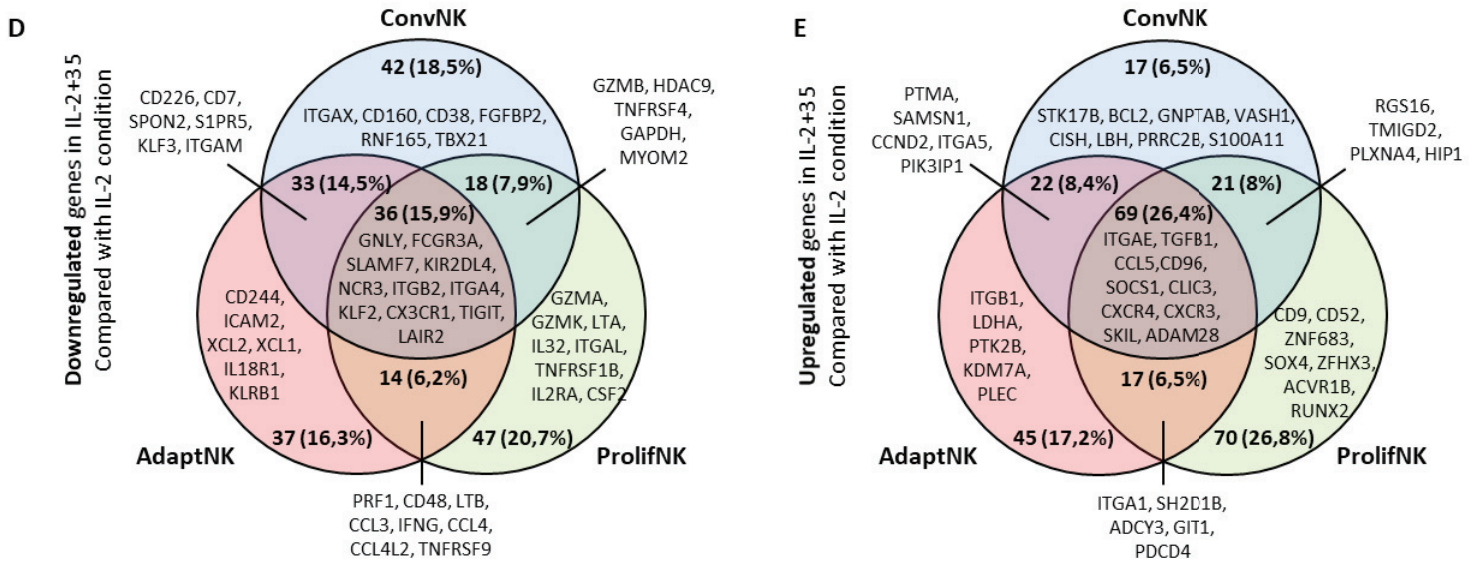 D
Downregulated genes in IL-2+35
Compared with IL-2 condition
ConvNK
42 (18,5%)
ITGAX, CD160, CD38, FGFBP2,
RNF165, TBX21
CD226, CD7,
SPON2, S1PR5,
KLF3, ITGAM
GZMB, HDAC9,
TNFRSF4,
GAPDH,
MYOM2
33 (14,5%)
18 (7,9%)
36 (15,9%)
GNLY, FCGR3A,
SLAMF7, KIR2DL4,
NCR3, ITGB2, ITGA4,
KLF2, CX3CR1, TIGIT,
LAIR2
CD244,
ICAM2,
XCL2, XCL1,
IL18R1,
KLRB1
GZMA,
GZMK, LTA,
IL32, ITGAL,
TNFRSF1B,
IL2RA, CSF2
14 (6,2%)
37 (16,3%)
47 (20,7%)
AdaptNK
ProlifNK
PRF1, CD48, LTB,
CCL3, IFNG, CCL4,
CCL4L2, TNFRSF9
E
Upregulated genes in IL-2+35
Compared with IL-2 condition
ConvNK
17 (6,5%)
STK17B, BCL2, GNPTAB, VASH1,
CISH, LBH, PRRC2B, S100A11
PTMA,
SAMSN1,
CCND2, ITGA5,
PIK3IP1
RGS16,
TMIGD2,
PLXNA4, HIP1
22 (8,4%)
21 (8%)
69 (26,4%)
ITGAE, TGFB1,
CCL5,CD96,
SOCS1, CLIC3,
CXCR4, CXCR3,
SKIL, ADAM28
ITGB1,
LDHA,
PTK2B,
KDM7A,
PLEC
CD9, CD52,
ZNF683,
SOX4, ZFHX3,
ACVR1B,
RUNX2
17 (6,5%)
45 (17,2%)
70 (26,8%)
AdaptNK
ProlifNK
ITGA1, SH2D1B,
ADCY3, GIT1,
PDCD4